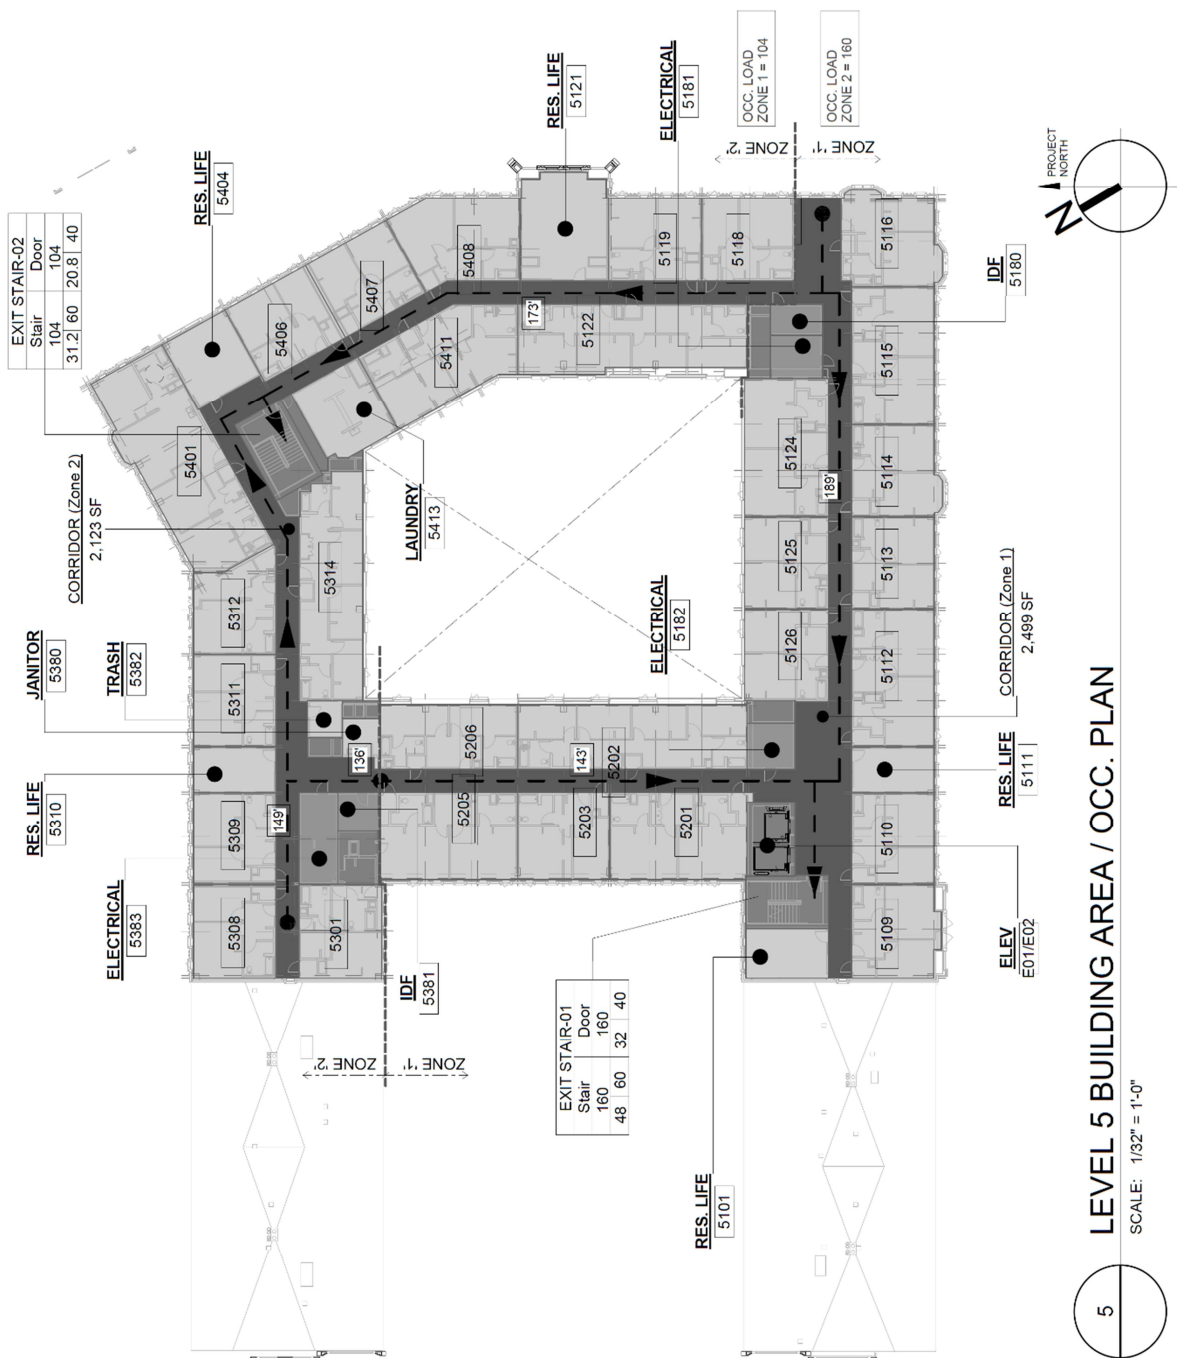 EXIT STAIR-02
Stair Door
104 104
31.2 60 20.8 40
RES. LIFE
5404
RES. LIFE
5121
ELECTRICAL
5181
OCC. LOAD
ZONE 1 = 104
OCC. LOAD
ZONE 2 = 160
ZONE '2'
ZONE '1'
PROJECT
NORTH
N
IDF
5180
CORRIDOR (Zone 2)
2,123 SF
JANITOR
5380
TRASH
5382
RES. LIFE
5310
ELECTRICAL
5383
LAUNDRY
5413
ELECTRICAL
5182
CORRIDOR (Zone 1)
2,499 SF
RES. LIFE
5111
ELEV
E01/E02
IDF
5381
ZONE '2'
ZONE '1'
EXIT STAIR-01
Stair Door
160 160
48 60 32 40
RES. LIFE
5101
5401
5406
5407
5408
5411
5122
5119
5118
5116
5115
5114
5113
5112
5110
5109
5124
5125
5126
5312
5311
5309
5308
5301
5314
5206
5205
5203
5202
5201
173'
189'
136'
143'
149'
5
LEVEL 5 BUILDING AREA / OCC. PLAN
SCALE: 1/32" = 1'-0"